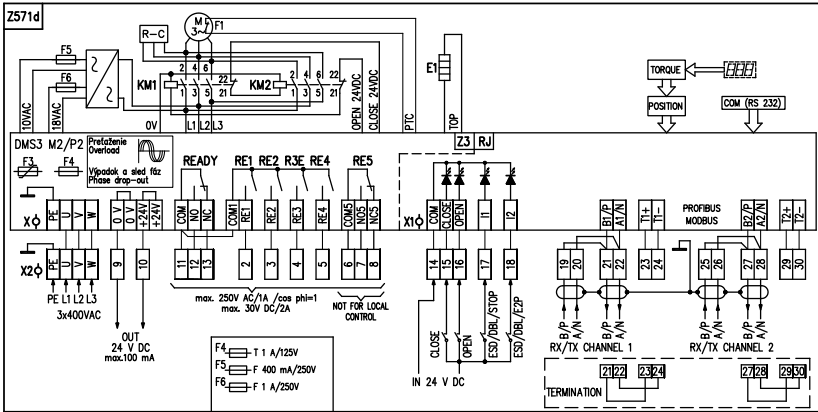 Z571d
F5
F6
10VAC
18VAC
R-C
M
3~
F1
KM1
2 4 6
1 3 5
22
21
KM2
2 4 6
1 3 5
22
21
0V
L1 L2 L3
OPEN 24VDC
CLOSE 24VDC
PTC
E1
TOP
TORQUE
POSITION
COM (RS 232)
DMS3 M2/P2
F3
F4
Preťaženie
Overload
Výpadok a sled fáz
Phase drop-out
READY
RE1 RE2 R3E RE4
RE5
Z3 RJ
X
PE U V W
0 V
0 V
+24V
+24V
COM NO NC
COM1 RE1 RE2 RE3 RE4
COM5 NO5 NC5
X1
COM CLOSE OPEN I1 I2
B1/P A1/N
T1+ T1-
PROFIBUS
MODBUS
B2/P A2/N
T2+ T2-
X2
PE U V W
9 10
11 12 13
2 3 4 5
6 7 8
14 15 16 17 18
19 20 21 22 23 24
25 26 27 28 29 30
PE L1 L2 L3
3x400VAC
OUT
24 V DC
max.100 mA
max. 250V AC/1A /cos phi=1
max. 30V DC/2A
NOT FOR LOCAL
CONTROL
CLOSE
OPEN
ESD/DBL/STOP
ESD/DBL/E2P
IN 24 V DC
B/P A/N B/P A/N
RX/TX CHANNEL 1
B/P A/N B/P A/N
RX/TX CHANNEL 2
F4 T 1 A/125V
F5 F 400 mA/250V
F6 F 1 A/250V
TERMINATION
21 22 23 24
27 28 29 30